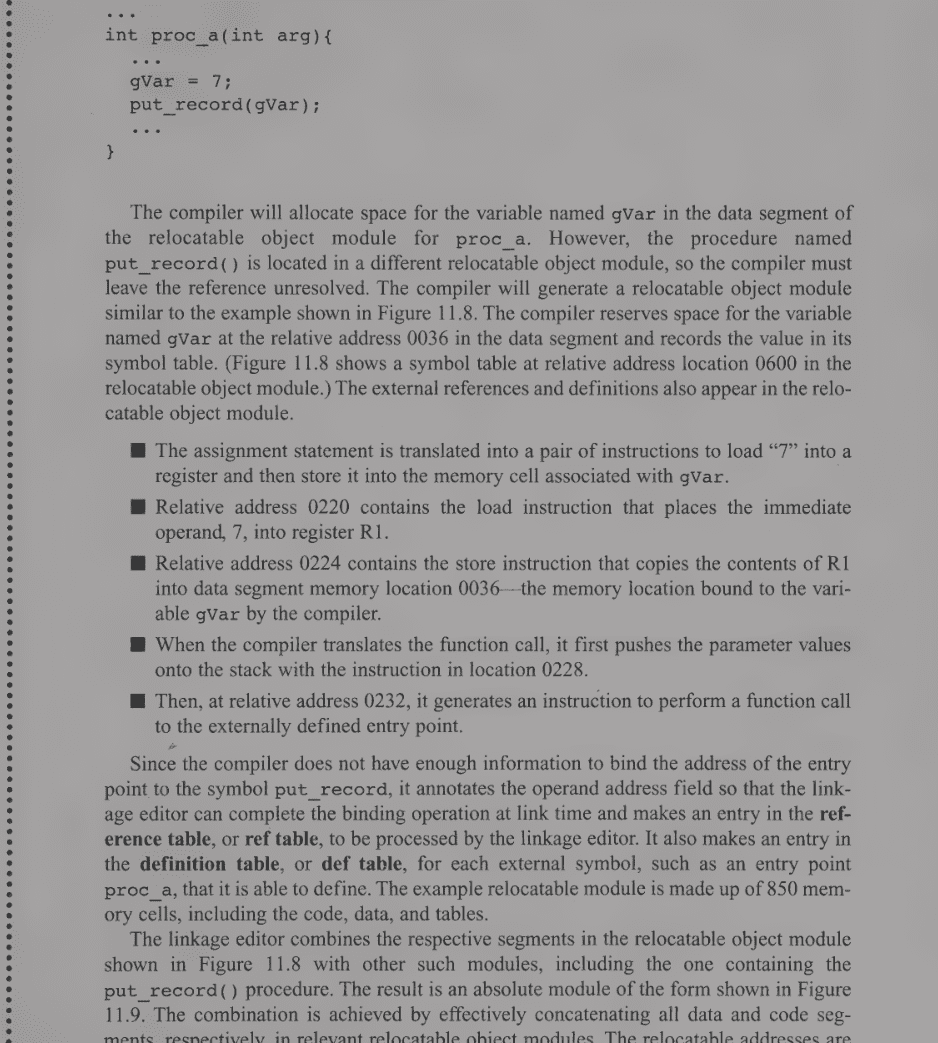 ...
int proc_a(int arg){
...
gVar = 7;
put_record(gVar);
...
}
The compiler will allocate space for the variable named gVar in the data segment of
the relocatable object module for proc_a. However, the procedure named
put_record() is located in a different relocatable object module, so the compiler must
leave the reference unresolved. The compiler will generate a relocatable object module
similar to the example shown in Figure 11.8. The compiler reserves space for the variable
named gVar at the relative address 0036 in the data segment and records the value in its
symbol table. (Figure 11.8 shows a symbol table at relative address location 0600 in the
relocatable object module.) The external references and definitions also appear in the relo-
catable object module.
■ The assignment statement is translated into a pair of instructions to load “7” into a
register and then store it into the memory cell associated with gVar.
■ Relative address 0220 contains the load instruction that places the immediate
operand, 7, into register R1.
■ Relative address 0224 contains the store instruction that copies the contents of R1
into data segment memory location 0036—the memory location bound to the vari-
able gVar by the compiler.
■ When the compiler translates the function call, it first pushes the parameter values
onto the stack with the instruction in location 0228.
■ Then, at relative address 0232, it generates an instruction to perform a function call
to the externally defined entry point.
Since the compiler does not have enough information to bind the address of the entry
point to the symbol put_record, it annotates the operand address field so that the link-
age editor can complete the binding operation at link time and makes an entry in the ref-
erence table, or ref table, to be processed by the linkage editor. It also makes an entry in
the definition table, or def table, for each external symbol, such as an entry point
proc_a, that it is able to define. The example relocatable module is made up of 850 mem-
ory cells, including the code, data, and tables.
The linkage editor combines the respective segments in the relocatable object module
shown in Figure 11.8 with other such modules, including the one containing the
put_record() procedure. The result is an absolute module of the form shown in Figure
11.9. The combination is achieved by effectively concatenating all data and code seg-
ments, respectively, in relevant relocatable object modules. The relocatable addresses are